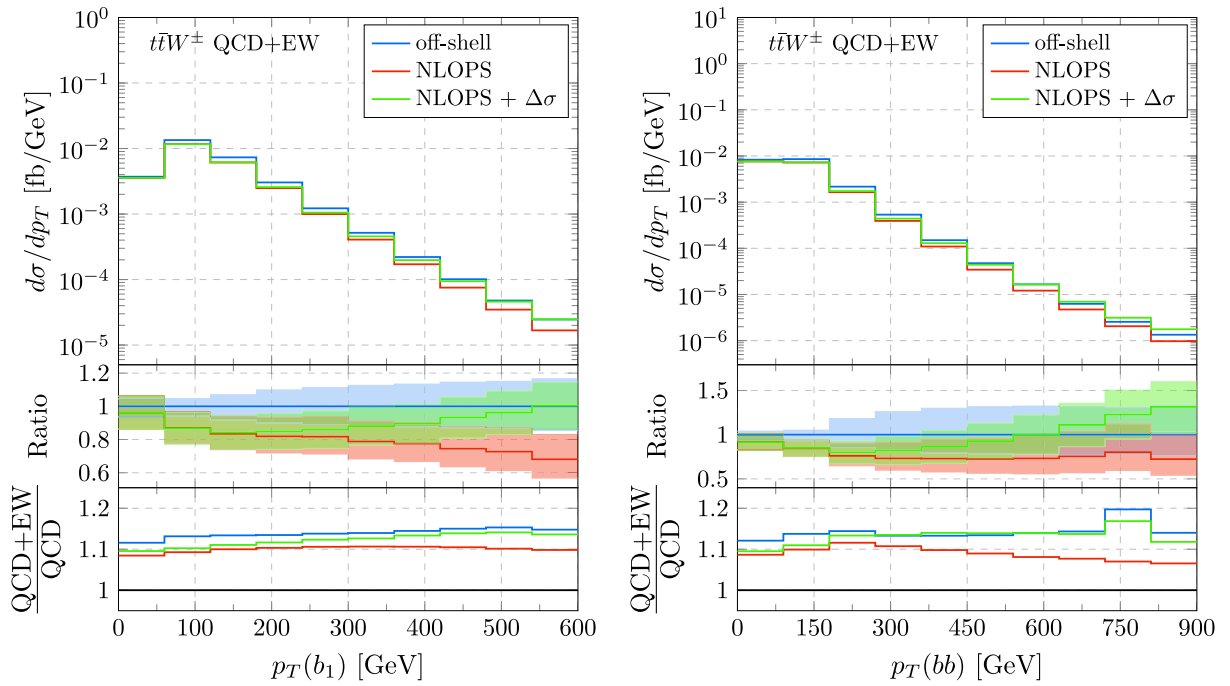 tt̄W± QCD+EW
off-shell
NLOPS
NLOPS + Δσ
dσ/dp_T [fb/GeV]
10^0
10^−1
10^−2
10^−3
10^−4
10^−5
Ratio
1.2
1
0.8
0.6
QCD+EW
QCD
1.2
1.1
1
0 100 200 300 400 500 600
p_T(b_1) [GeV]
tt̄W± QCD+EW
off-shell
NLOPS
NLOPS + Δσ
dσ/dp_T [fb/GeV]
10^1
10^0
10^−1
10^−2
10^−3
10^−4
10^−5
10^−6
Ratio
1.5
1
0.5
QCD+EW
QCD
1.2
1.1
1
0 150 300 450 600 750 900
p_T(bb) [GeV]